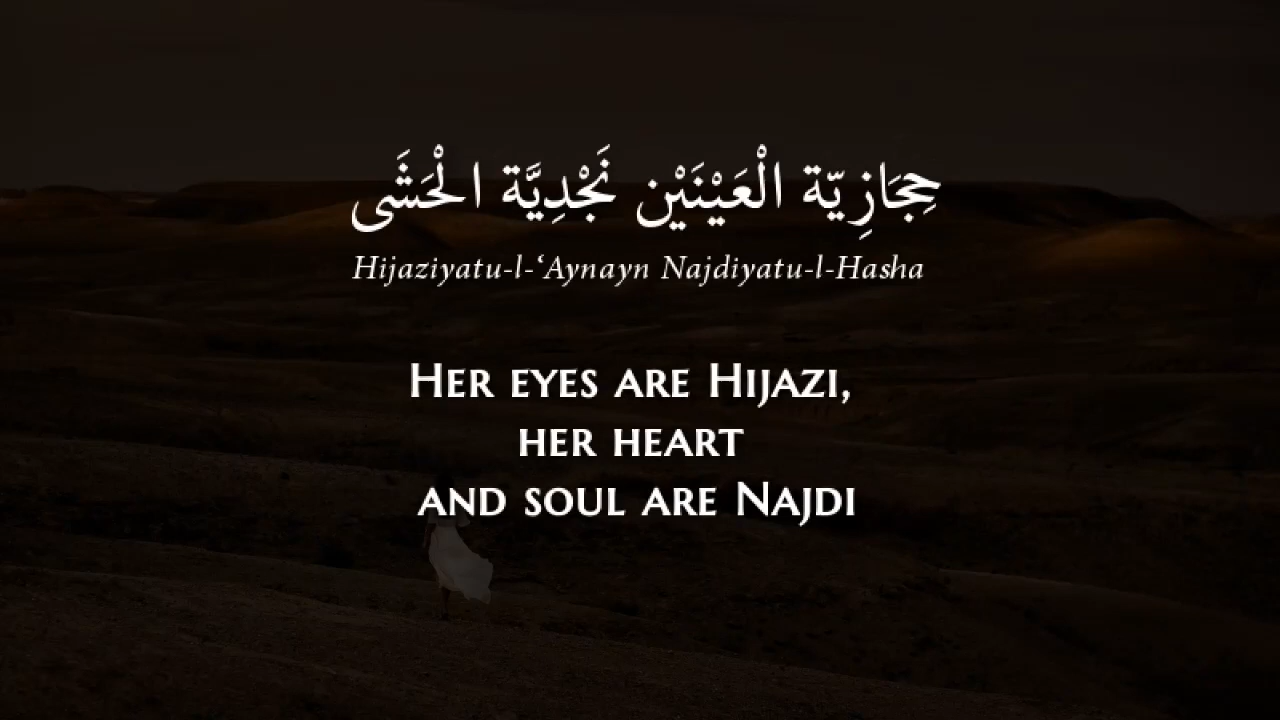 حِجَازِيّة الْعَيْنَيْن نَجْدِيَّة الْحَشَى
Hijaziyatu-l-‘Aynayn Najdiyatu-l-Hasha
Her eyes are Hijazi,
her heart
and soul are Najdi